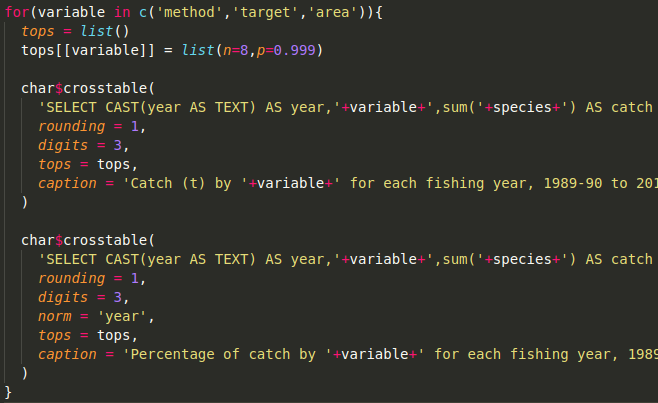 for(variable in c('method','target','area')){
  tops = list()
  tops[[variable]] = list(n=8,p=0.999)

  char$crosstable(
    'SELECT CAST(year AS TEXT) AS year,'+variable+',sum('+species+') AS catch
    rounding = 1,
    digits = 3,
    tops = tops,
    caption = 'Catch (t) by '+variable+' for each fishing year, 1989-90 to 201
  )

  char$crosstable(
    'SELECT CAST(year AS TEXT) AS year,'+variable+',sum('+species+') AS catch
    rounding = 1,
    digits = 3,
    norm = 'year',
    tops = tops,
    caption = 'Percentage of catch by '+variable+' for each fishing year, 1989
  )
}